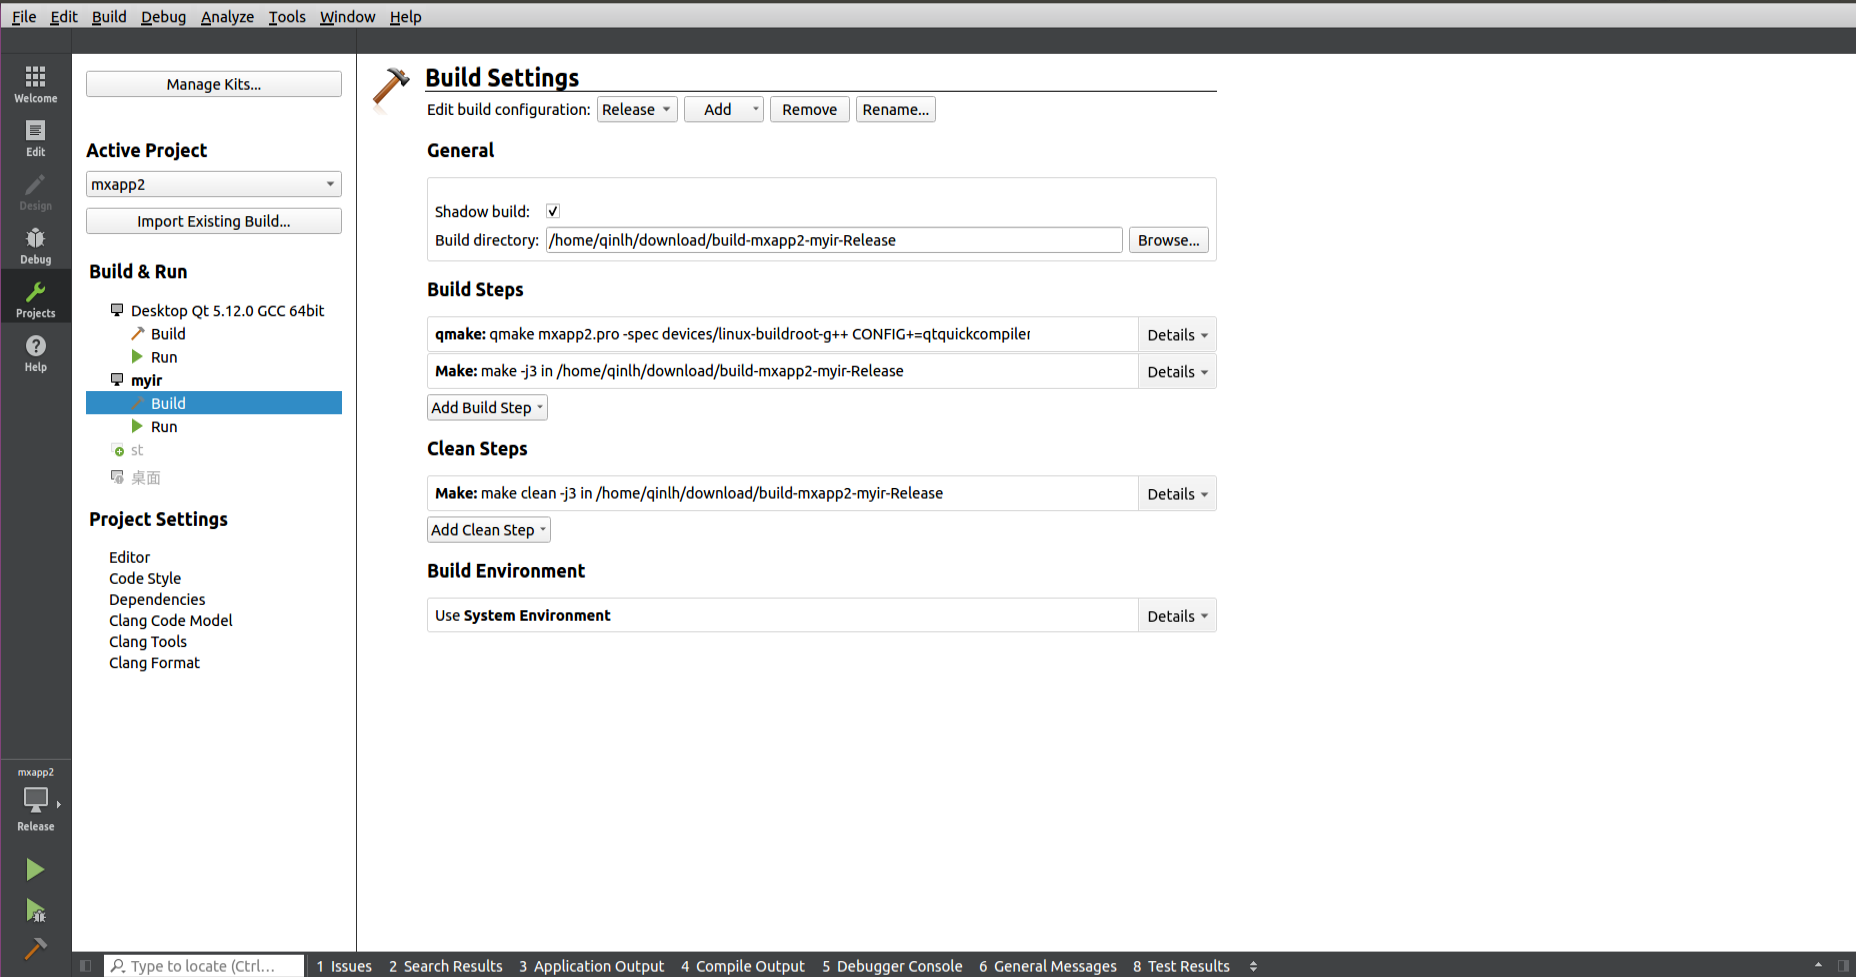 File Edit Build Debug Analyze Tools Window Help
Welcome
Edit
Design
Debug
Projects
Help
mxapp2
Release
Manage Kits...
Active Project
mxapp2
Import Existing Build...
Build & Run
Desktop Qt 5.12.0 GCC 64bit
Build
Run
myir
Build
Run
st
桌面
Project Settings
Editor
Code Style
Dependencies
Clang Code Model
Clang Tools
Clang Format
Build Settings
Edit build configuration: Release Add Remove Rename...
General
Shadow build:
Build directory: /home/qinlh/download/build-mxapp2-myir-Release Browse...
Build Steps
qmake: qmake mxapp2.pro -spec devices/linux-buildroot-g++ CONFIG+=qtquickcompiler Details
Make: make -j3 in /home/qinlh/download/build-mxapp2-myir-Release Details
Add Build Step
Clean Steps
Make: make clean -j3 in /home/qinlh/download/build-mxapp2-myir-Release Details
Add Clean Step
Build Environment
Use System Environment Details
Type to locate (Ctrl... 1 Issues 2 Search Results 3 Application Output 4 Compile Output 5 Debugger Console 6 General Messages 8 Test Results